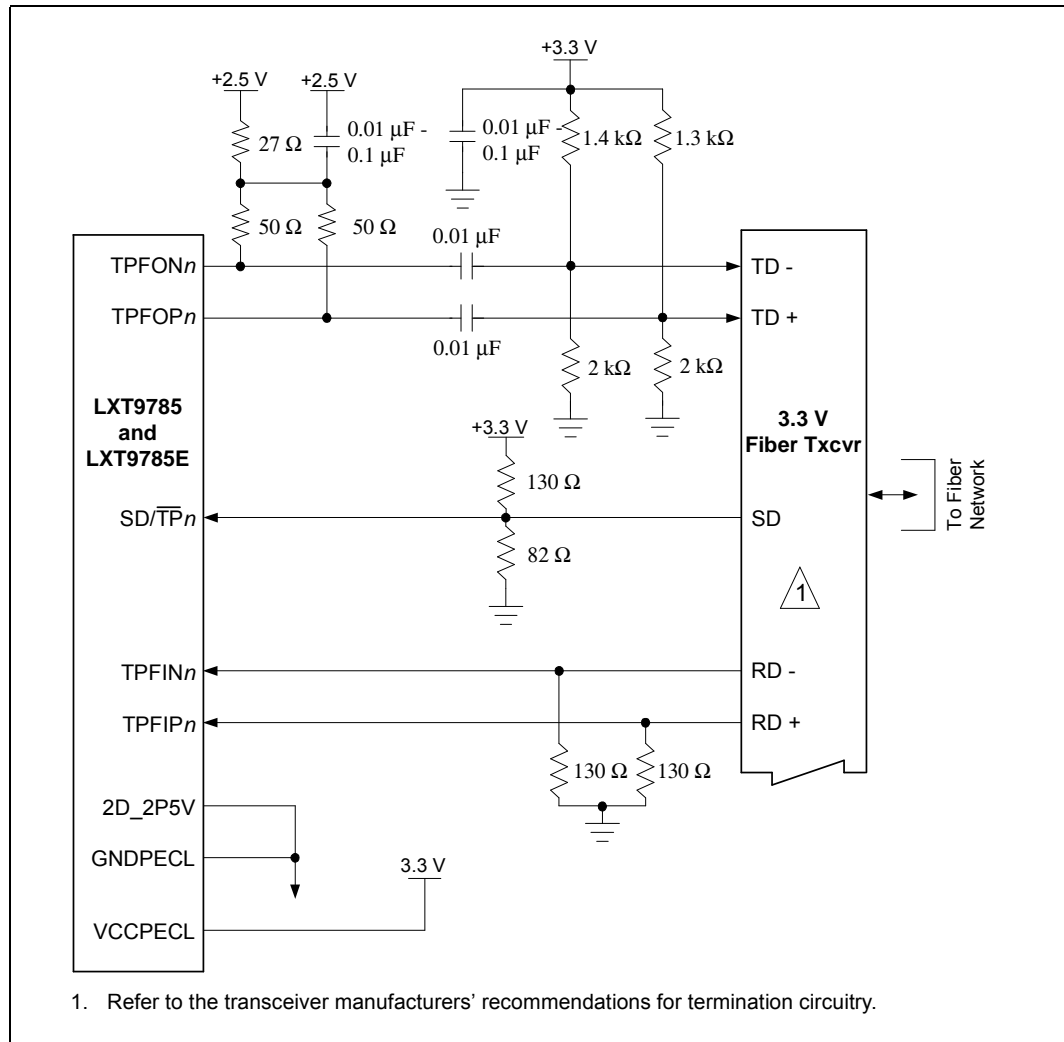 +3.3 V
+2.5 V
+2.5 V
27 Ω
0.01 μF -
0.1 μF
0.01 μF -
0.1 μF
1.4 kΩ
1.3 kΩ
50 Ω
50 Ω
0.01 μF
TPFONn
TD -
TPFOPn
TD +
0.01 μF
2 kΩ
2 kΩ
LXT9785
and
LXT9785E
3.3 V
Fiber Txcvr
+3.3 V
130 Ω
SD/TPn
SD
82 Ω
To Fiber
Network
1
TPFINn
RD -
TPFIPn
RD +
130 Ω
130 Ω
2D_2P5V
GNDPECL
3.3 V
VCCPECL
1. Refer to the transceiver manufacturers' recommendations for termination circuitry.